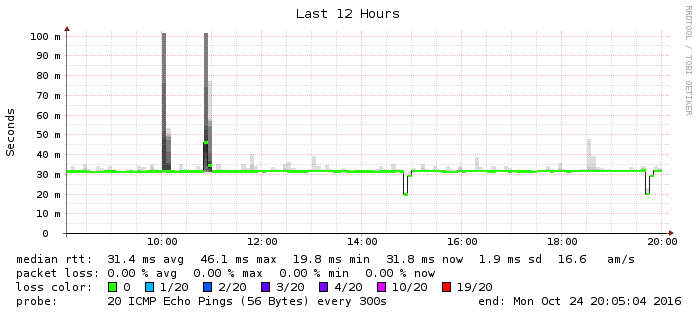 Last 12 Hours
RRDTOOL / TOBI OETIKER
Seconds
100 m
90 m
80 m
70 m
60 m
50 m
40 m
30 m
20 m
10 m
0
10:00 12:00 14:00 16:00 18:00 20:00
median rtt: 31.4 ms avg 46.1 ms max 19.8 ms min 31.8 ms now 1.9 ms sd 16.6 am/s
packet loss: 0.00 % avg 0.00 % max 0.00 % min 0.00 % now
loss color: 0 1/20 2/20 3/20 4/20 10/20 19/20
probe: 20 ICMP Echo Pings (56 Bytes) every 300s end: Mon Oct 24 20:05:04 2016